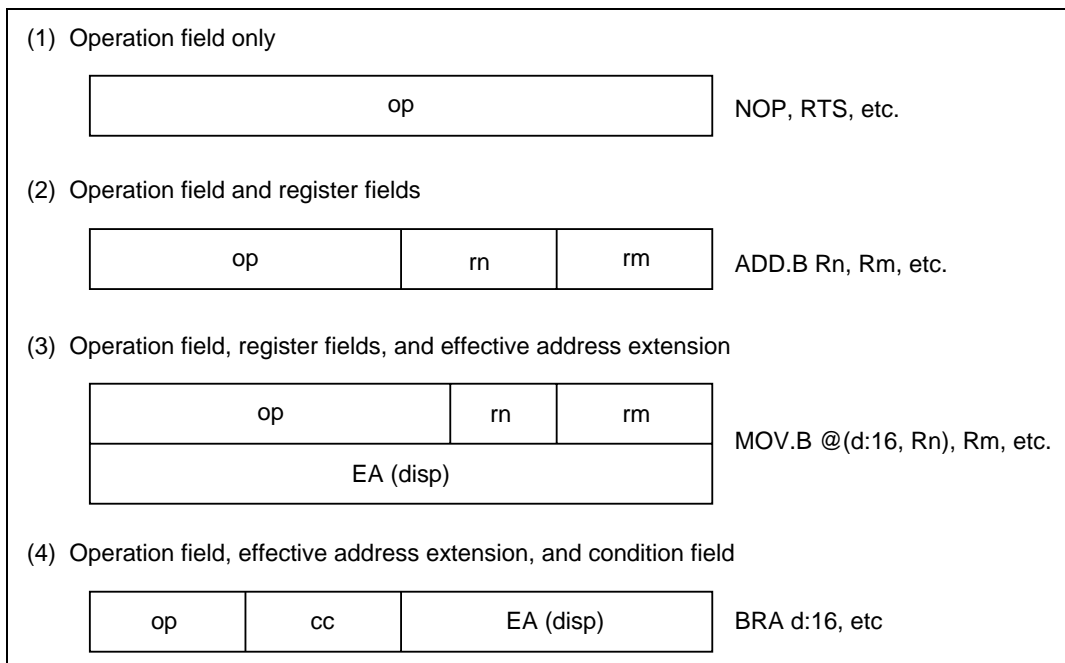 (1) Operation field only
op
NOP, RTS, etc.
(2) Operation field and register fields
op rn rm
ADD.B Rn, Rm, etc.
(3) Operation field, register fields, and effective address extension
op rn rm
EA (disp)
MOV.B @(d:16, Rn), Rm, etc.
(4) Operation field, effective address extension, and condition field
op cc EA (disp)
BRA d:16, etc